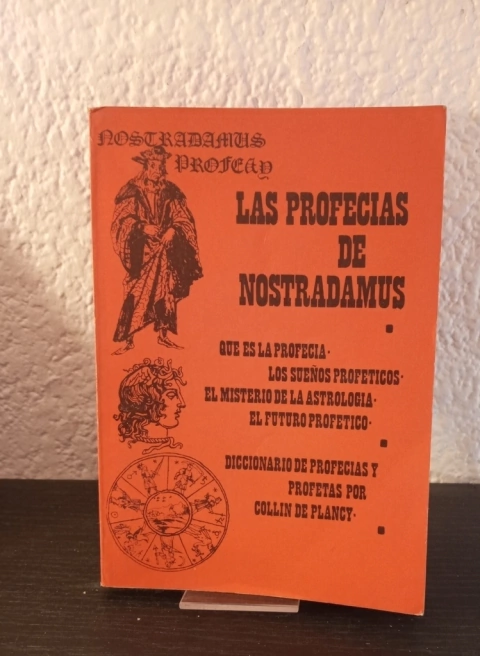 NOSTRADAMUS
PROFECY
LAS PROFECIAS
DE
NOSTRADAMUS
QUE ES LA PROFECIA·
LOS SUEÑOS PROFETICOS·
EL MISTERIO DE LA ASTROLOGIA·
EL FUTURO PROFETICO·
DICCIONARIO DE PROFECIAS Y
PROFETAS POR
COLLIN DE PLANCY·